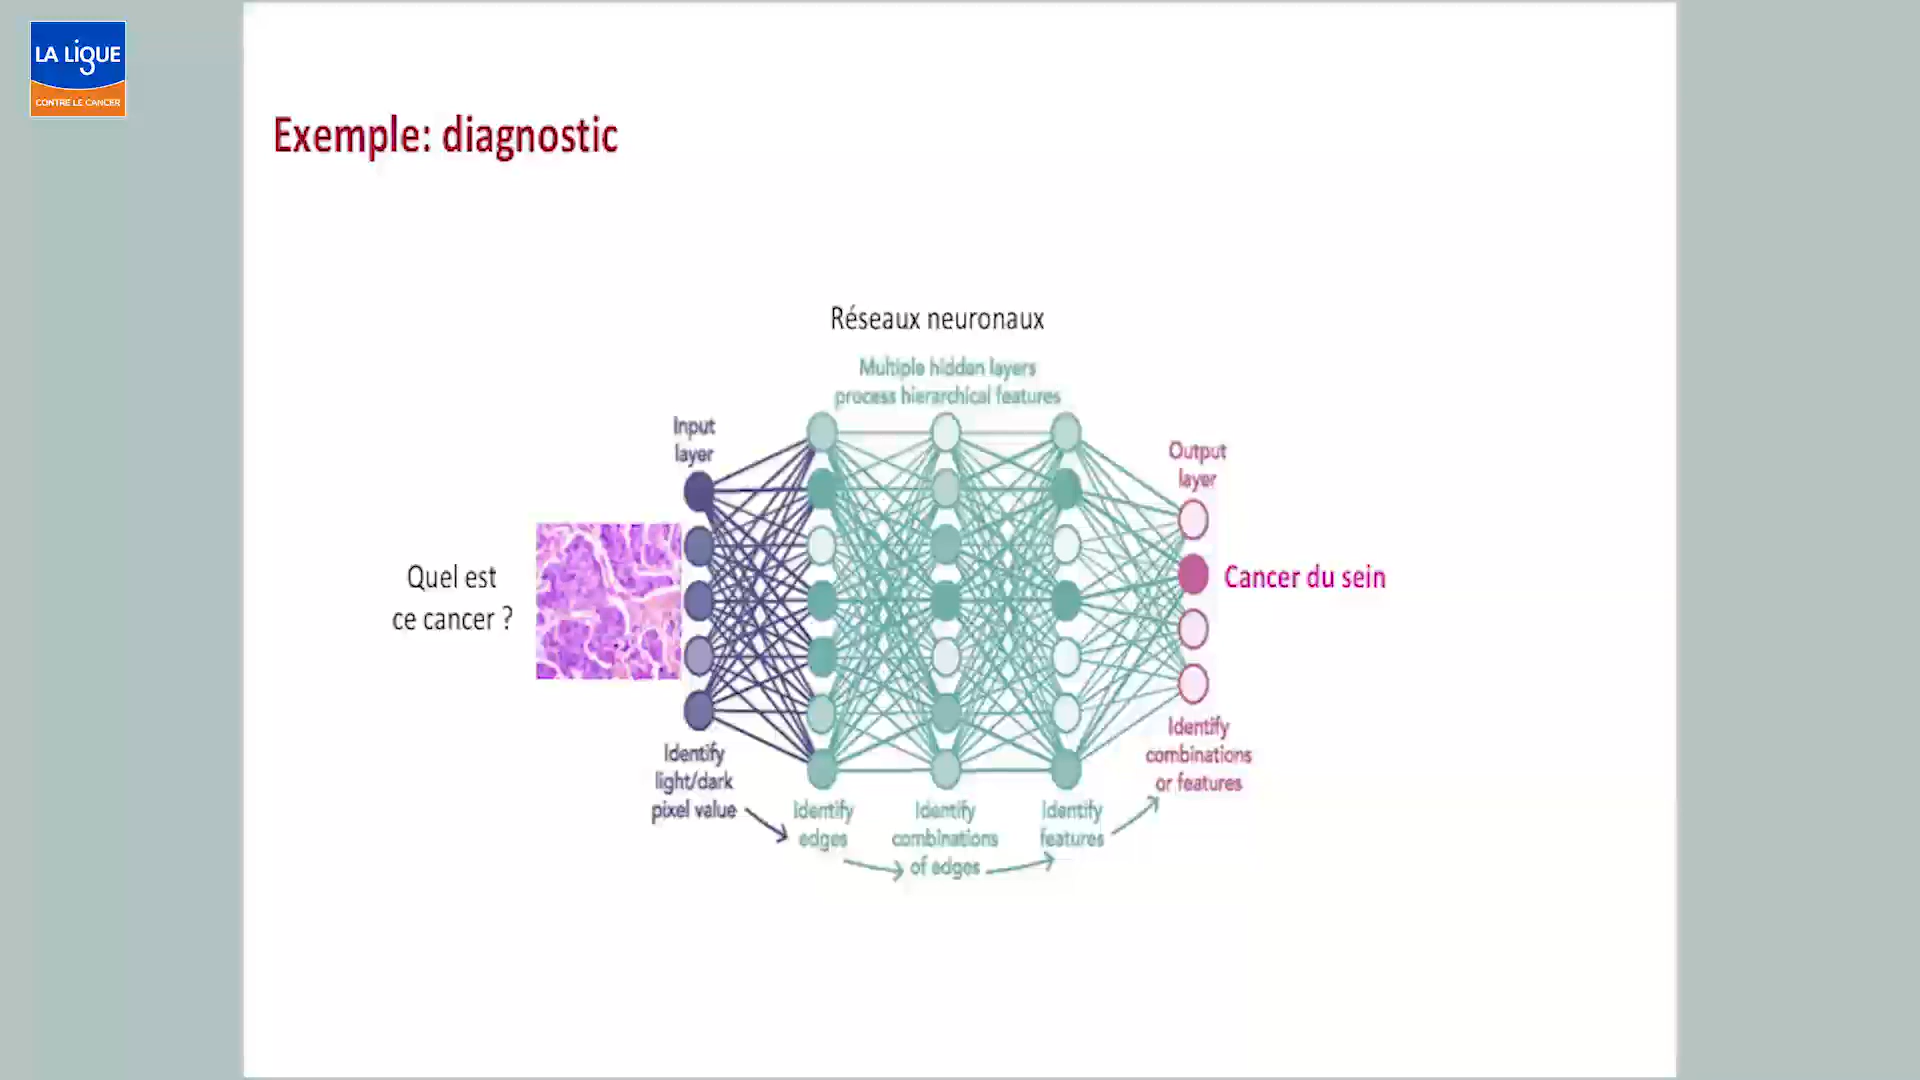 LA LIGUE
CONTRE LE CANCER
Exemple: diagnostic
Réseaux neuronaux
Multiple hidden layers
process hierarchical features
Input
layer
Output
layer
Quel est
ce cancer ?
Cancer du sein
Identify
light/dark
pixel value
Identify
edges
Identify
combinations
of edges
Identify
features
Identify
combinations
or features